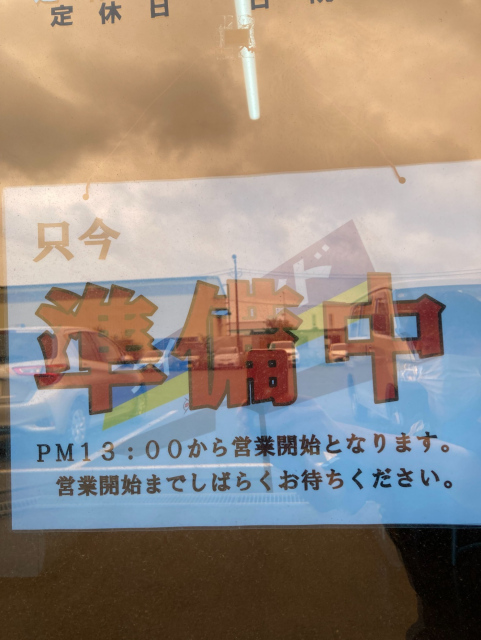 定休日
只今
準備中
PM13:00から営業開始となります。
営業開始までしばらくお待ちください。